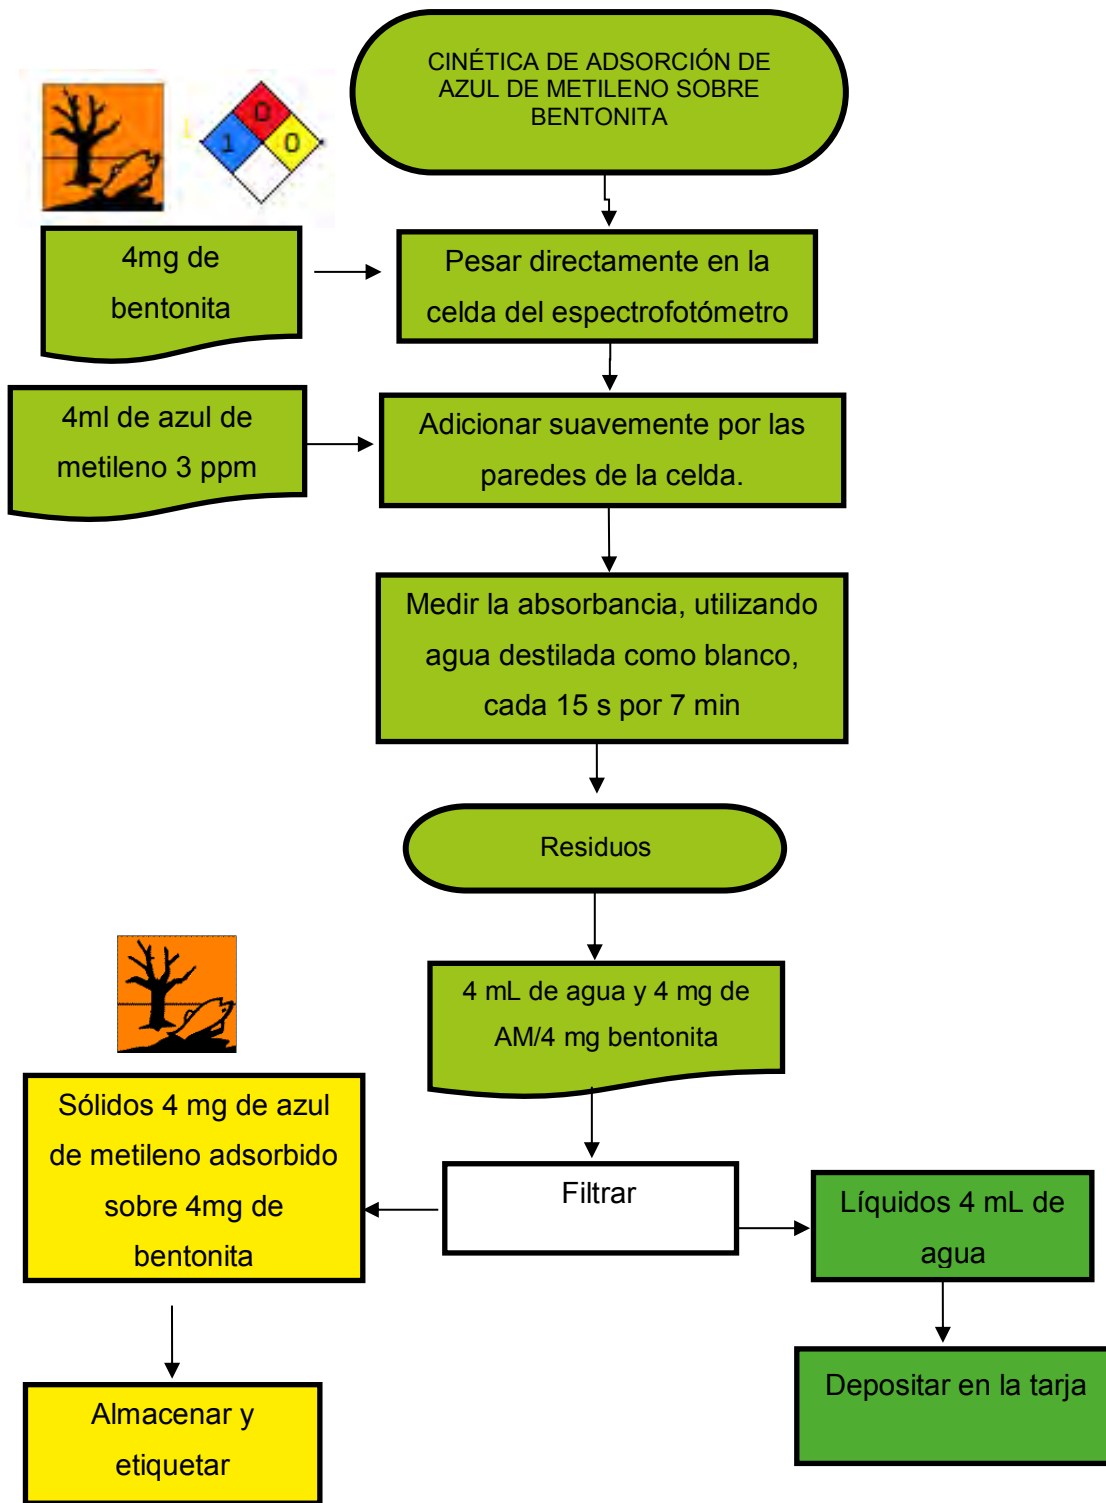 CINÉTICA DE ADSORCIÓN DE
AZUL DE METILENO SOBRE
BENTONITA
1
0
1
0
4mg de
bentonita
Pesar directamente en la
celda del espectrofotómetro
4ml de azul de
metileno 3 ppm
Adicionar suavemente por las
paredes de la celda.
Medir la absorbancia, utilizando
agua destilada como blanco,
cada 15 s por 7 min
Residuos
4 mL de agua y 4 mg de
AM/4 mg bentonita
Sólidos 4 mg de azul
de metileno adsorbido
sobre 4mg de
bentonita
Filtrar
Líquidos 4 mL de
agua
Depositar en la tarja
Almacenar y
etiquetar